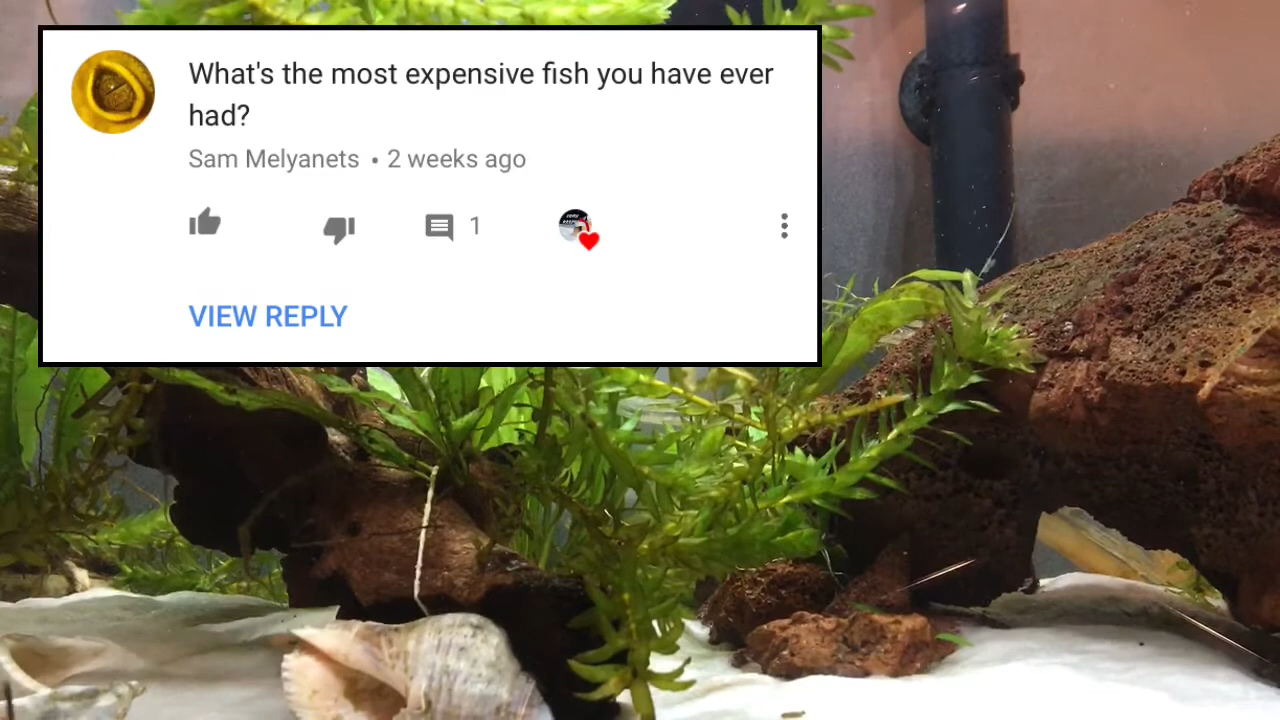 What's the most expensive fish you have ever
had?
Sam Melyanets • 2 weeks ago
1
VIEW REPLY